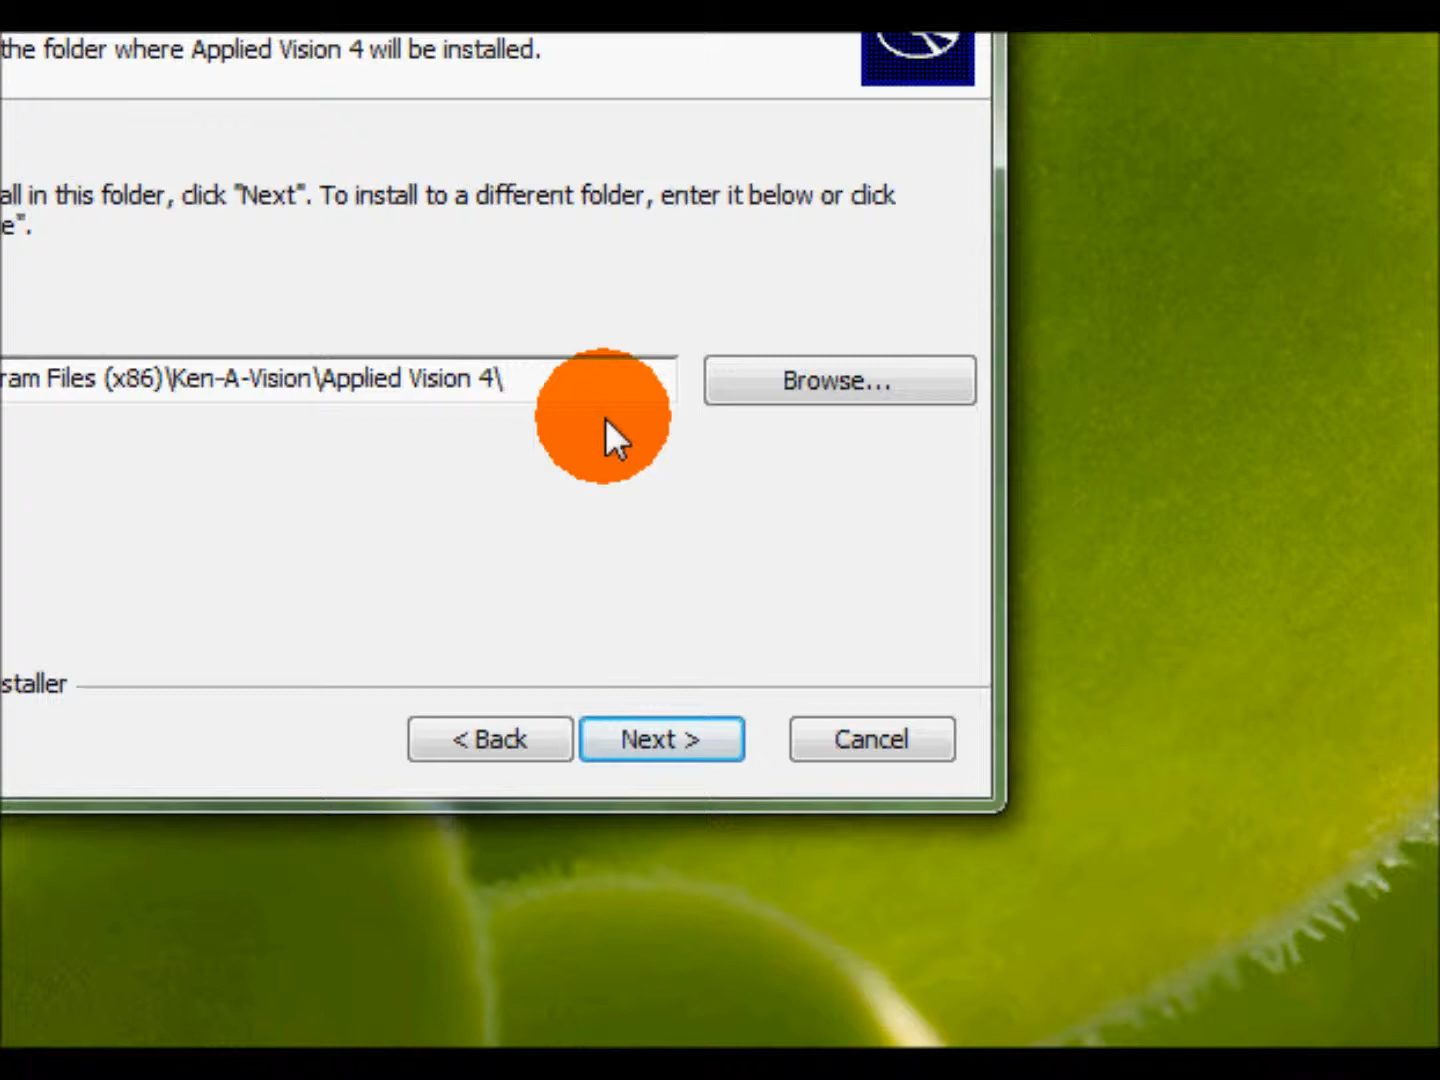 the folder where Applied Vision 4 will be installed.
all in this folder, click "Next". To install to a different folder, enter it below or click
e".
ram Files (x86)\Ken-A-Vision\Applied Vision 4\
Browse...
staller
< Back
Next >
Cancel